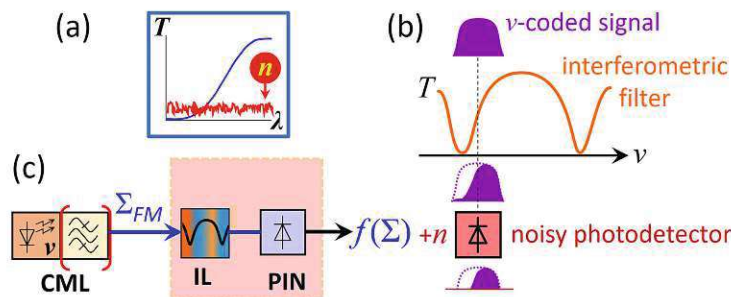 (a)
T
n
λ
(b)
ν-coded signal
interferometric
filter
T
ν
(c)
Σ_FM
ν
CML
IL
PIN
f(Σ) +n
noisy photodetector